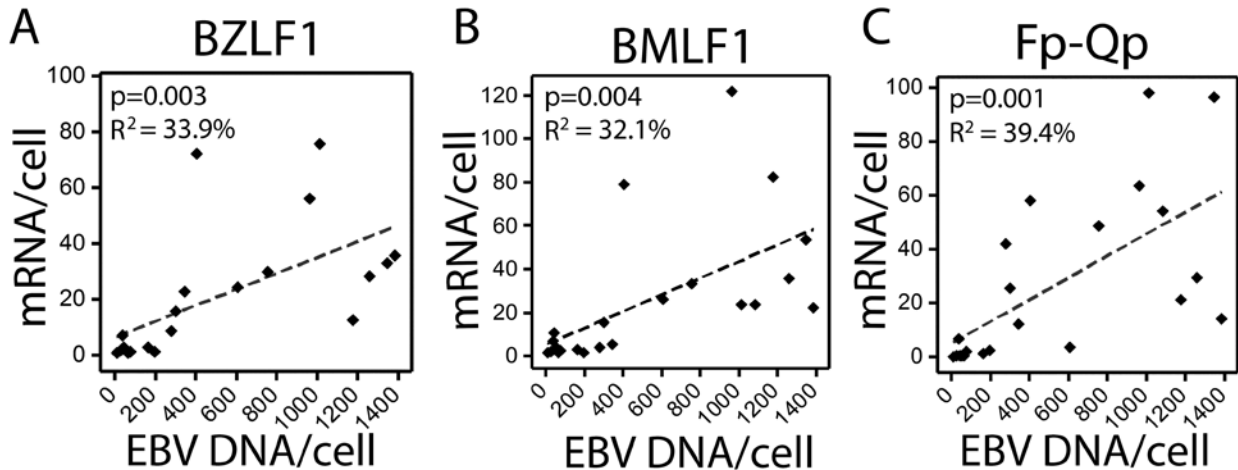 A
BZLF1
p=0.003
R² = 33.9%
mRNA/cell
100
80
60
40
20
0
0
200
400
600
800
1000
1200
1400
EBV DNA/cell
B
BMLF1
p=0.004
R² = 32.1%
mRNA/cell
120
100
80
60
40
20
0
0
200
400
600
800
1000
1200
1400
EBV DNA/cell
C
Fp-Qp
p=0.001
R² = 39.4%
mRNA/cell
100
80
60
40
20
0
0
200
400
600
800
1000
1200
1400
EBV DNA/cell